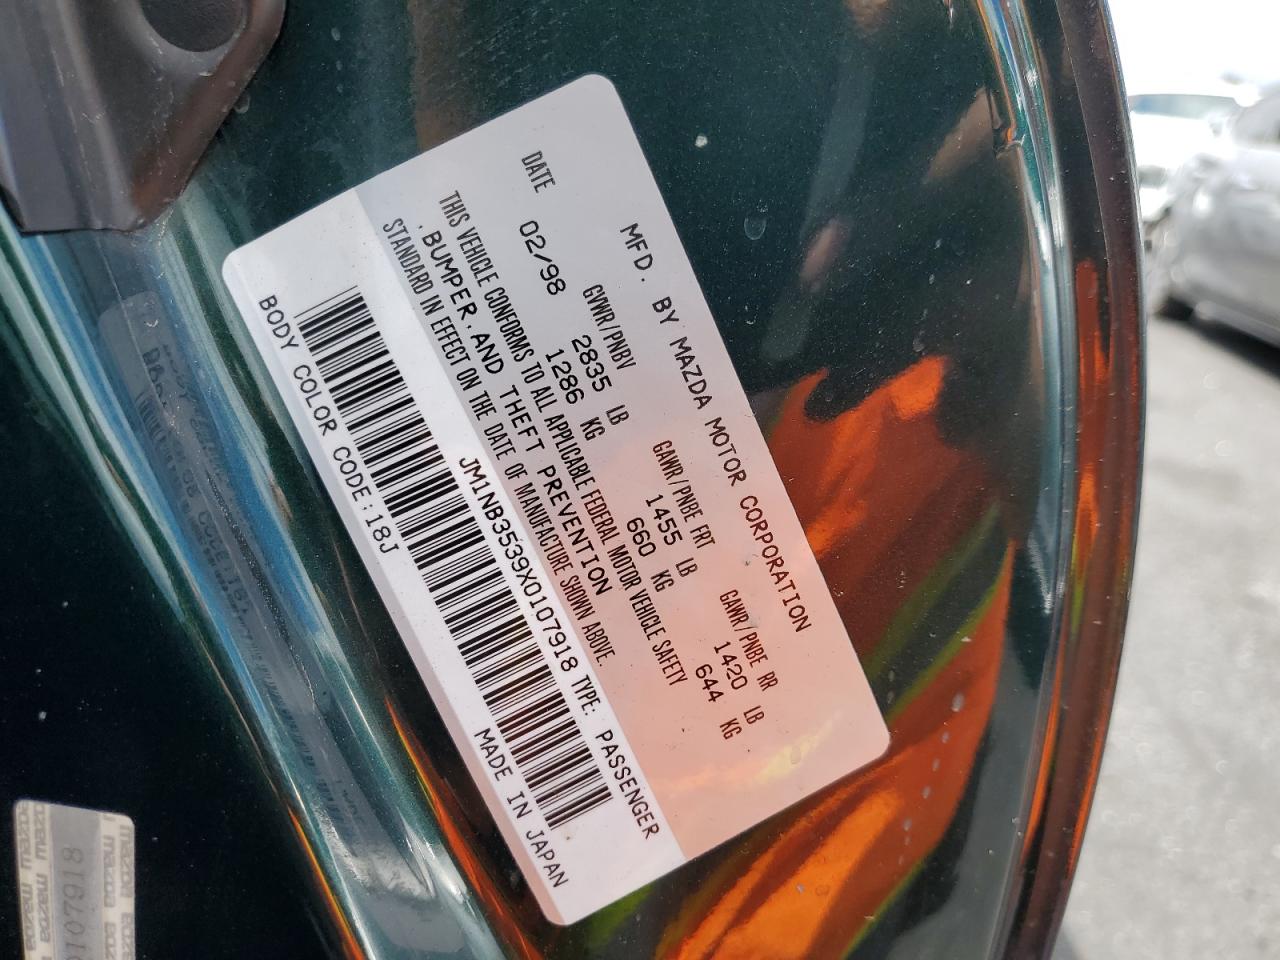 MFD. BY MAZDA MOTOR CORPORATION
DATE GVWR/PNBV GAWR/PNBE FRT GAWR/PNBE RR
02/98 2835 LB 1455 LB 1420 LB
1286 KG 660 KG 644 KG
THIS VEHICLE CONFORMS TO ALL APPLICABLE FEDERAL MOTOR VEHICLE SAFETY
.BUMPER.AND THEFT PREVENTION
STANDARD IN EFFECT ON THE DATE OF MANUFACTURE SHOWN ABOVE.
JM1NB3539X0107918 TYPE: PASSENGER
BODY COLOR CODE:18J MADE IN JAPAN
0107918